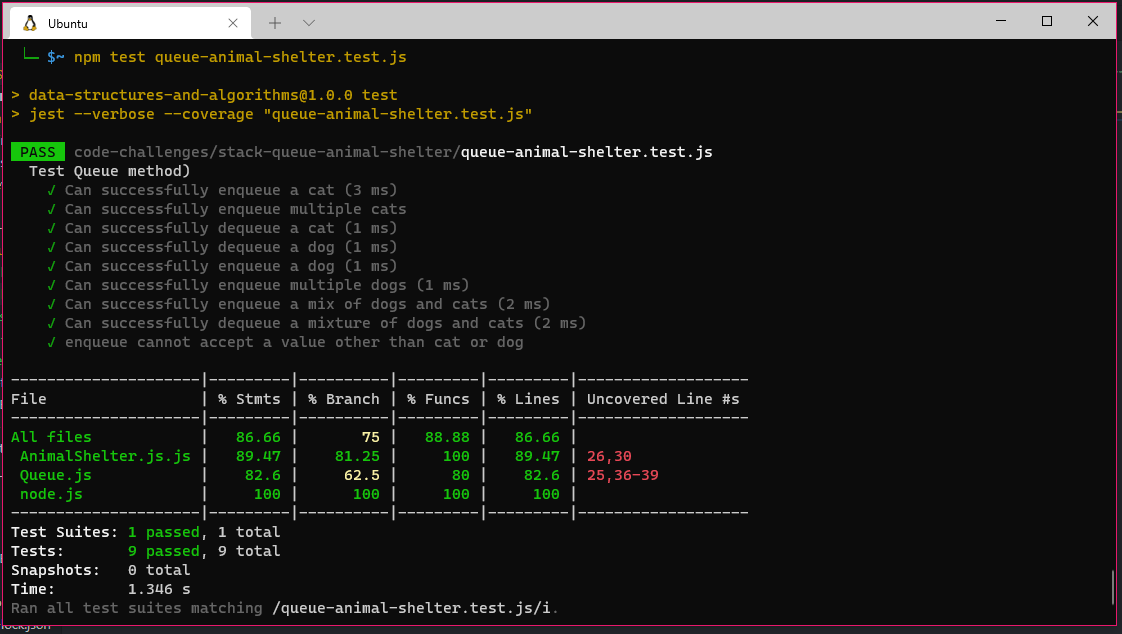 Ubuntu
└─ $~ npm test queue-animal-shelter.test.js
> data-structures-and-algorithms@1.0.0 test
> jest --verbose --coverage "queue-animal-shelter.test.js"
PASS code-challenges/stack-queue-animal-shelter/queue-animal-shelter.test.js
Test Queue method)
√ Can successfully enqueue a cat (3 ms)
√ Can successfully enqueue multiple cats
√ Can successfully dequeue a cat (1 ms)
√ Can successfully dequeue a dog (1 ms)
√ Can successfully enqueue a dog (1 ms)
√ Can successfully enqueue multiple dogs (1 ms)
√ Can successfully enqueue a mix of dogs and cats (2 ms)
√ Can successfully dequeue a mixture of dogs and cats (2 ms)
√ enqueue cannot accept a value other than cat or dog
---------------------|---------|----------|---------|---------|-------------------
File                 | % Stmts | % Branch | % Funcs | % Lines | Uncovered Line #s
---------------------|---------|----------|---------|---------|-------------------
All files            |   86.66 |       75 |   88.88 |   86.66 |
 AnimalShelter.js.js |   89.47 |    81.25 |     100 |   89.47 | 26,30
 Queue.js            |    82.6 |     62.5 |      80 |    82.6 | 25,36-39
 node.js             |     100 |      100 |     100 |     100 |
---------------------|---------|----------|---------|---------|-------------------
Test Suites: 1 passed, 1 total
Tests:       9 passed, 9 total
Snapshots:   0 total
Time:        1.346 s
Ran all test suites matching /queue-animal-shelter.test.js/i.